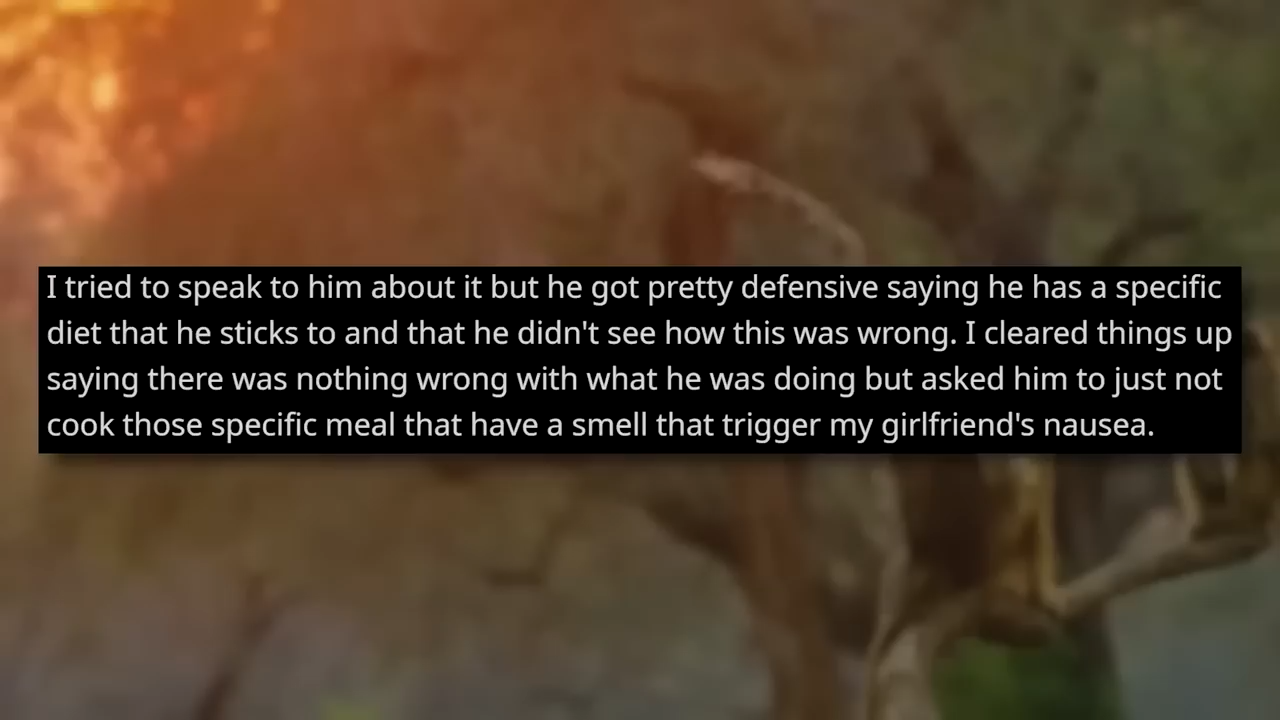 I tried to speak to him about it but he got pretty defensive saying he has a specific
diet that he sticks to and that he didn't see how this was wrong. I cleared things up
saying there was nothing wrong with what he was doing but asked him to just not
cook those specific meal that have a smell that trigger my girlfriend's nausea.